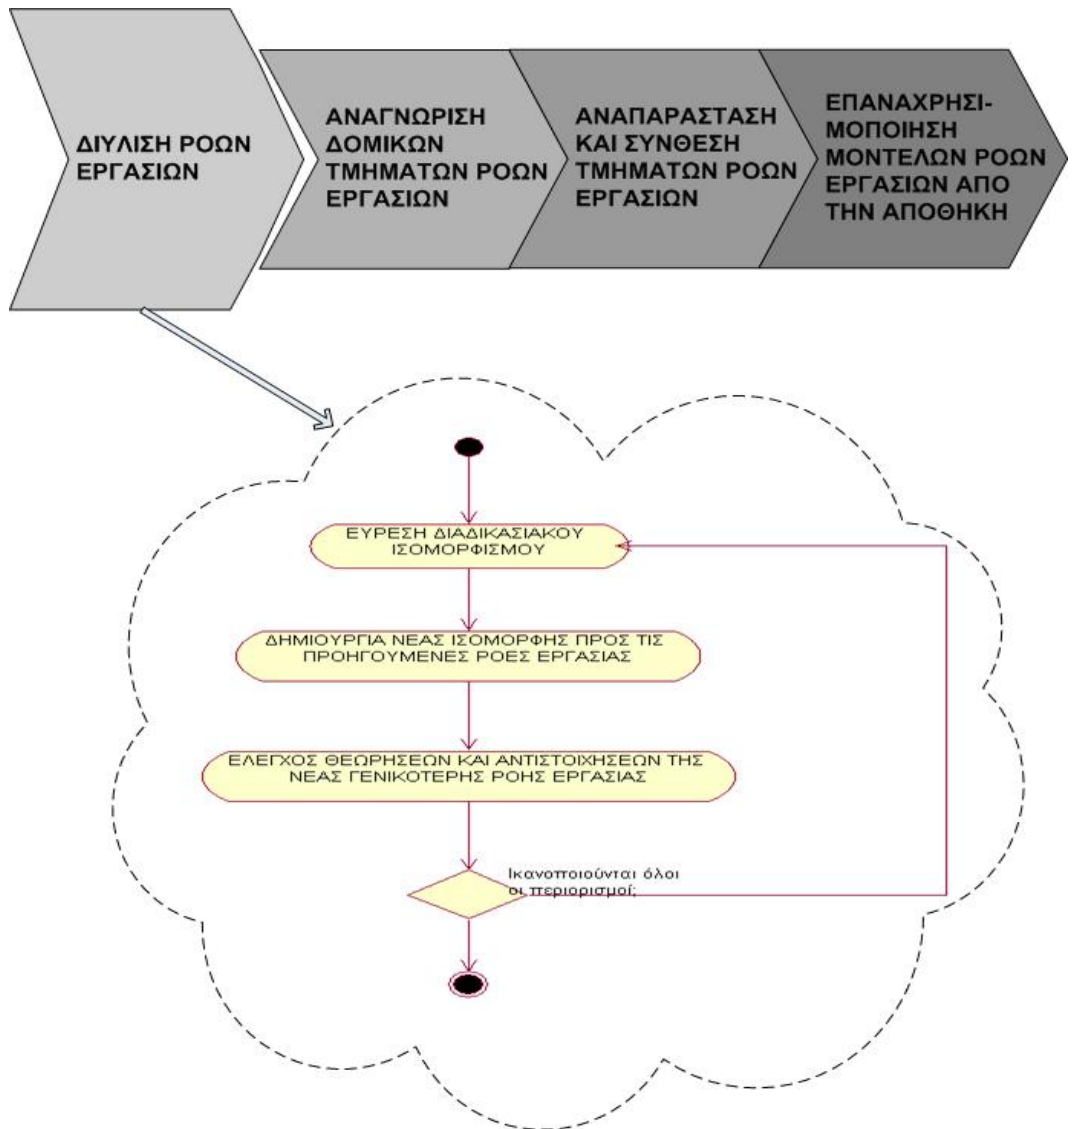 ΔΙΥΛΙΣΗ ΡΟΩΝ
ΕΡΓΑΣΙΩΝ
ΑΝΑΓΝΩΡΙΣΗ
ΔΟΜΙΚΩΝ
ΤΜΗΜΑΤΩΝ ΡΟΩΝ
ΕΡΓΑΣΙΩΝ
ΑΝΑΠΑΡΑΣΤΑΣΗ
ΚΑΙ ΣΥΝΘΕΣΗ
ΤΜΗΜΑΤΩΝ ΡΟΩΝ
ΕΡΓΑΣΙΩΝ
ΕΠΑΝΑΧΡΗΣΙ-
ΜΟΠΟΙΗΣΗ
ΜΟΝΤΕΛΩΝ ΡΟΩΝ
ΕΡΓΑΣΙΩΝ ΑΠΟ
ΤΗΝ ΑΠΟΘΗΚΗ
ΕΥΡΕΣΗ ΔΙΑΔΙΚΑΣΙΑΚΟΥ
ΙΣΟΜΟΡΦΙΣΜΟΥ
ΔΗΜΙΟΥΡΓΙΑ ΝΕΑΣ ΙΣΟΜΟΡΦΗΣ ΠΡΟΣ ΤΙΣ
ΠΡΟΗΓΟΥΜΕΝΕΣ ΡΟΕΣ ΕΡΓΑΣΙΑΣ
ΕΛΕΓΧΟΣ ΘΕΩΡΗΣΕΩΝ ΚΑΙ ΑΝΤΙΣΤΟΙΧΗΣΕΩΝ ΤΗΣ
ΝΕΑΣ ΓΕΝΙΚΟΤΕΡΗΣ ΡΟΗΣ ΕΡΓΑΣΙΑΣ
Ικανοποιούνται όλοι
οι περιορισμοί;